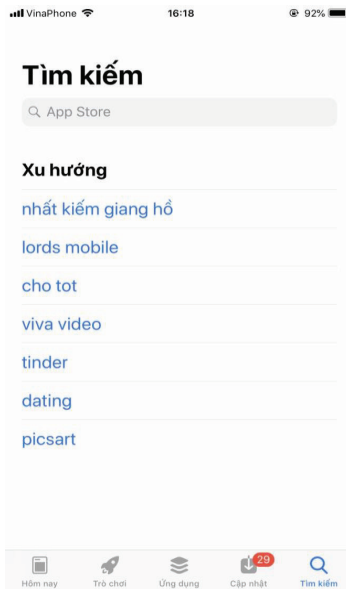 VinaPhone 16:18 92%
Tìm kiếm
App Store
Xu hướng
nhất kiếm giang hồ
lords mobile
cho tot
viva video
tinder
dating
picsart
29
Hôm nay Trò chơi Ứng dụng Cập nhật Tìm kiếm